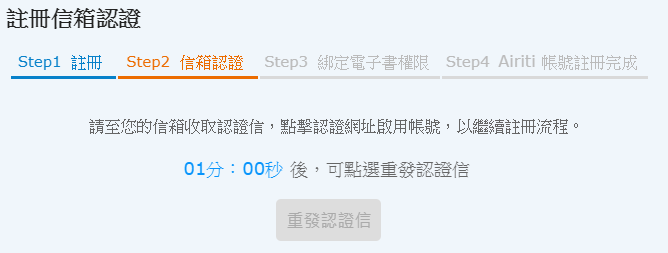 註冊信箱認證
Step1 註冊 Step2 信箱認證 Step3 綁定電子書權限 Step4 Airiti 帳號註冊完成
請至您的信箱收取認證信，點擊認證網址啟用帳號，以繼續註冊流程。
01分：00秒 後，可點選重發認證信
重發認證信